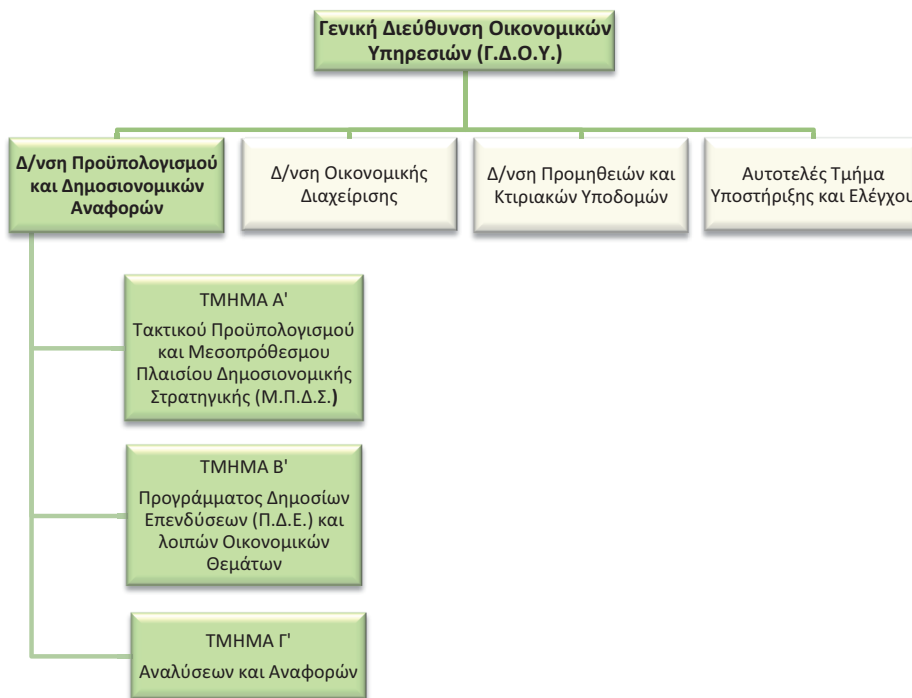 Γενική Διεύθυνση Οικονομικών
Υπηρεσιών (Γ.Δ.Ο.Υ.)
Δ/νση Προϋπολογισμού
και Δημοσιονομικών
Αναφορών
Δ/νση Οικονομικής
Διαχείρισης
Δ/νση Προμηθειών και
Κτιριακών Υποδομών
Αυτοτελές Τμήμα
Υποστήριξης και Ελέγχου
ΤΜΗΜΑ Α'
Τακτικού Προϋπολογισμού
και Μεσοπρόθεσμου
Πλαισίου Δημοσιονομικής
Στρατηγικής (Μ.Π.Δ.Σ.)
ΤΜΗΜΑ Β'
Προγράμματος Δημοσίων
Επενδύσεων (Π.Δ.Ε.) και
λοιπών Οικονομικών
Θεμάτων
ΤΜΗΜΑ Γ'
Αναλύσεων και Αναφορών